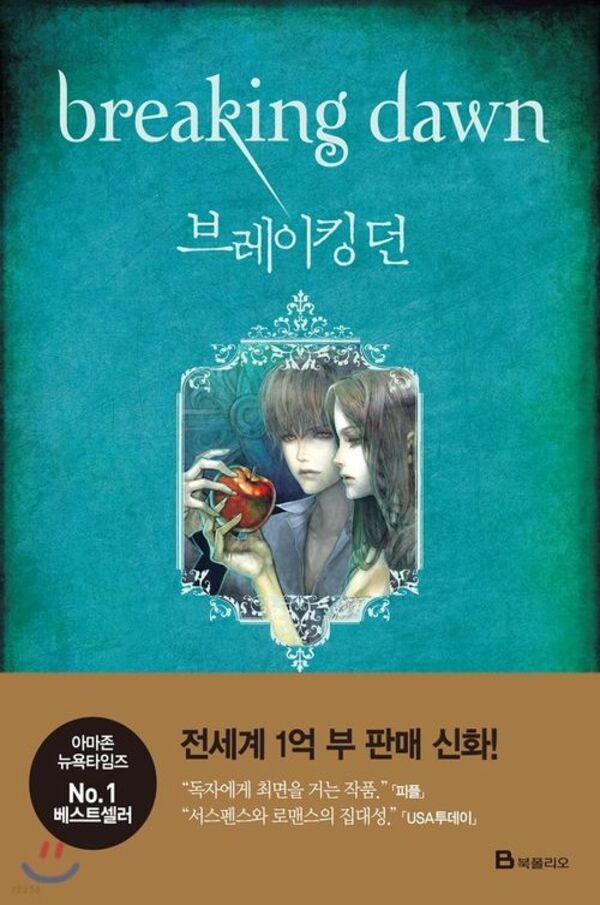 breaking dawn
브레이킹 던
아마존
뉴욕타임즈
No.1
베스트셀러
전세계 1억 부 판매 신화!
“독자에게 최면을 거는 작품.”「피플」
“서스펜스와 로맨스의 집대성.”「USA투데이」
B 북폴리오